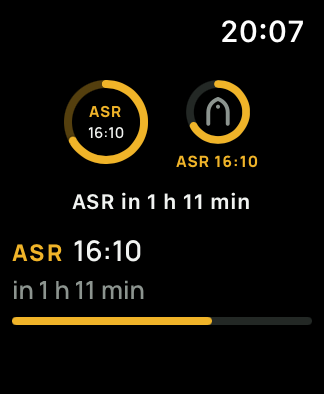 20:07
ASR
16:10
ASR 16:10
ASR in 1 h 11 min
ASR 16:10
in 1 h 11 min